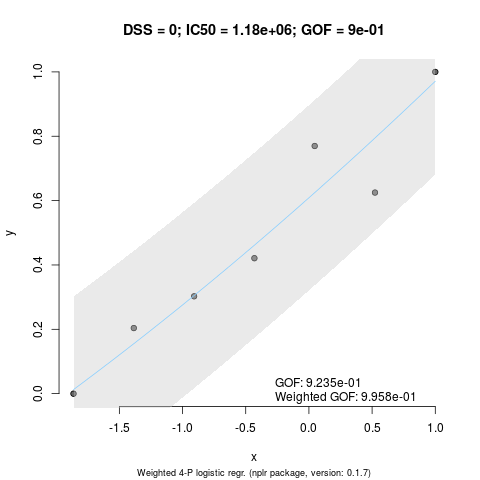 DSS = 0; IC50 = 1.18e+06; GOF = 9e-01
1.0
0.8
0.6
y
0.4
0.2
0.0
GOF: 9.235e-01
Weighted GOF: 9.958e-01
-1.5 -1.0 -0.5 0.0 0.5 1.0
x
Weighted 4-P logistic regr. (nplr package, version: 0.1.7)